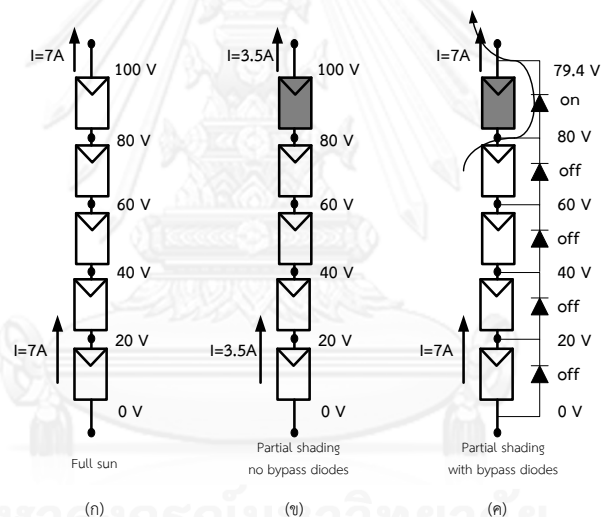 I=7A
100 V
80 V
60 V
40 V
20 V
I=7A
0 V
Full sun
(ก)
I=3.5A
100 V
80 V
60 V
40 V
20 V
I=3.5A
0 V
Partial shading
no bypass diodes
(ข)
I=7A
79.4 V
on
80 V
off
60 V
off
40 V
off
20 V
I=7A
off
0 V
Partial shading
with bypass diodes
(ค)